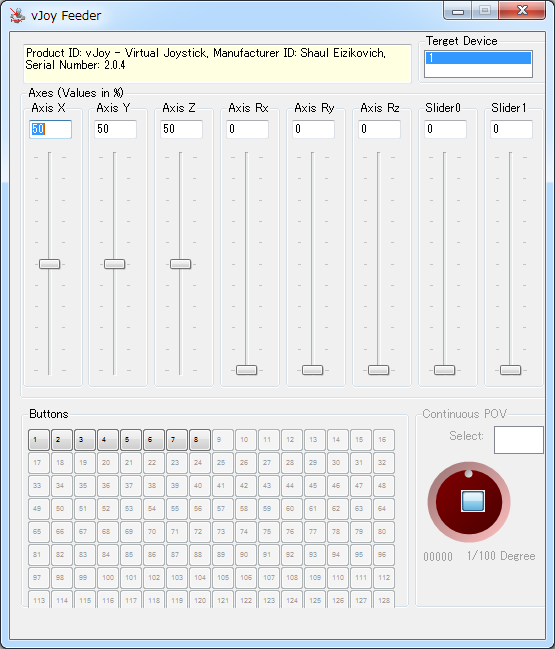 vJoy Feeder
Product ID: vJoy - Virtual Joystick, Manufacturer ID: Shaul Eizikovich,
Serial Number: 2.0.4
Terget Device
1
Axes (Values in %)
Axis X Axis Y Axis Z Axis Rx Axis Ry Axis Rz Slider0 Slider1
50 50 50 0 0 0 0 0
Buttons
1 2 3 4 5 6 7 8 9 10 11 12 13 14 15 16
17 18 19 20 21 22 23 24 25 26 27 28 29 30 31 32
33 34 35 36 37 38 39 40 41 42 43 44 45 46 47 48
49 50 51 52 53 54 55 56 57 58 59 60 61 62 63 64
65 66 67 68 69 70 71 72 73 74 75 76 77 78 79 80
81 82 83 84 85 86 87 88 89 90 91 92 93 94 95 96
97 98 99 100 101 102 103 104 105 106 107 108 109 110 111 112
113 114 115 116 117 118 119 120 121 122 123 124 125 126 127 128
Continuous POV
Select:
00000 1/100 Degree